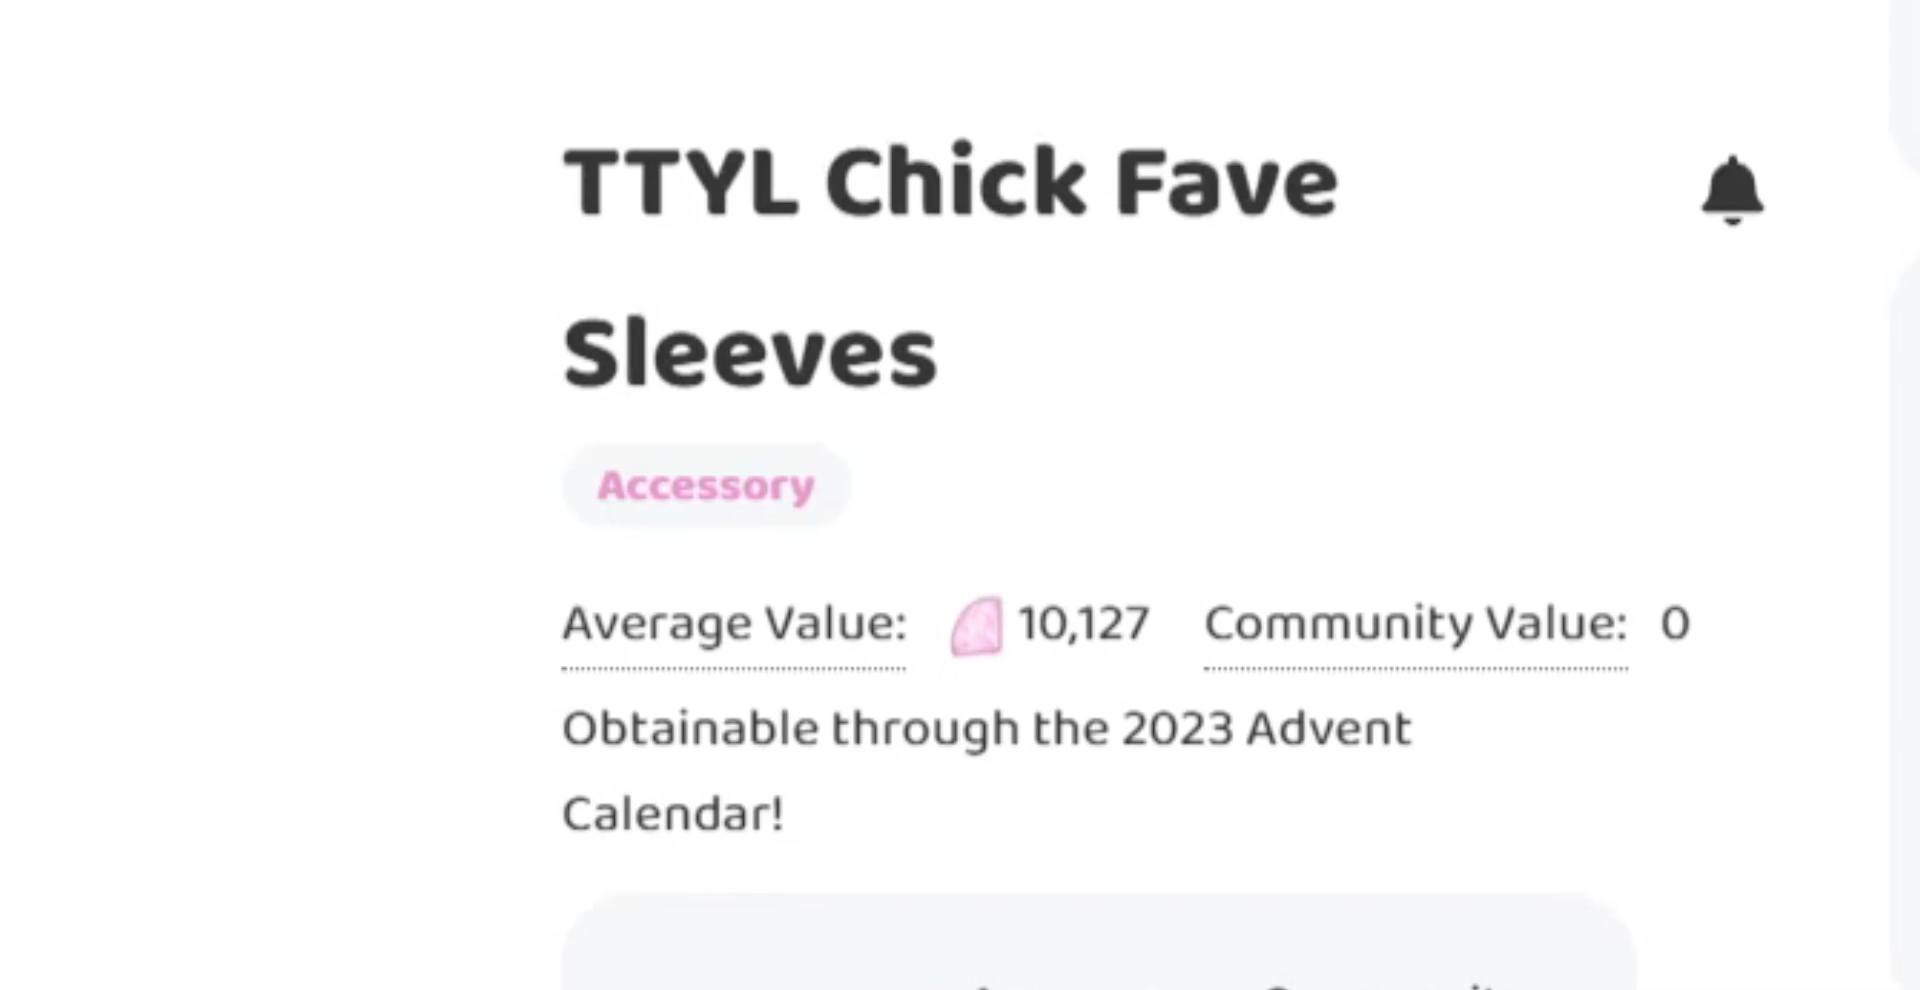 TTYL Chick Fave
Sleeves
Accessory
Average Value: 10,127 Community Value: 0
Obtainable through the 2023 Advent
Calendar!